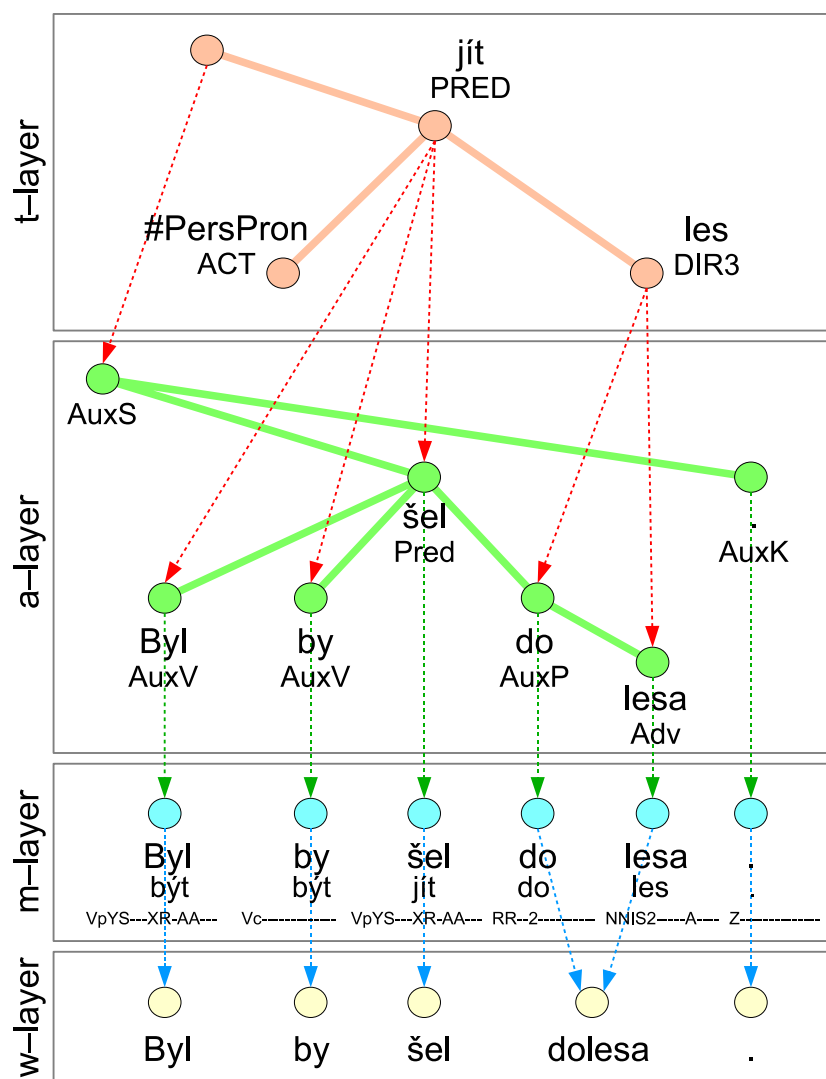 t–layer
jít
PRED
#PersPron
ACT
les
DIR3
a–layer
AuxS
šel
Pred
.
AuxK
Byl
AuxV
by
AuxV
do
AuxP
lesa
Adv
m–layer
Byl by šel do lesa .
být být jít do les .
VpYS---XR-AA--- Vc------------- VpYS---XR-AA--- RR--2---------- NNIS2-----A---- Z:-------------
w–layer
Byl by šel dolesa .